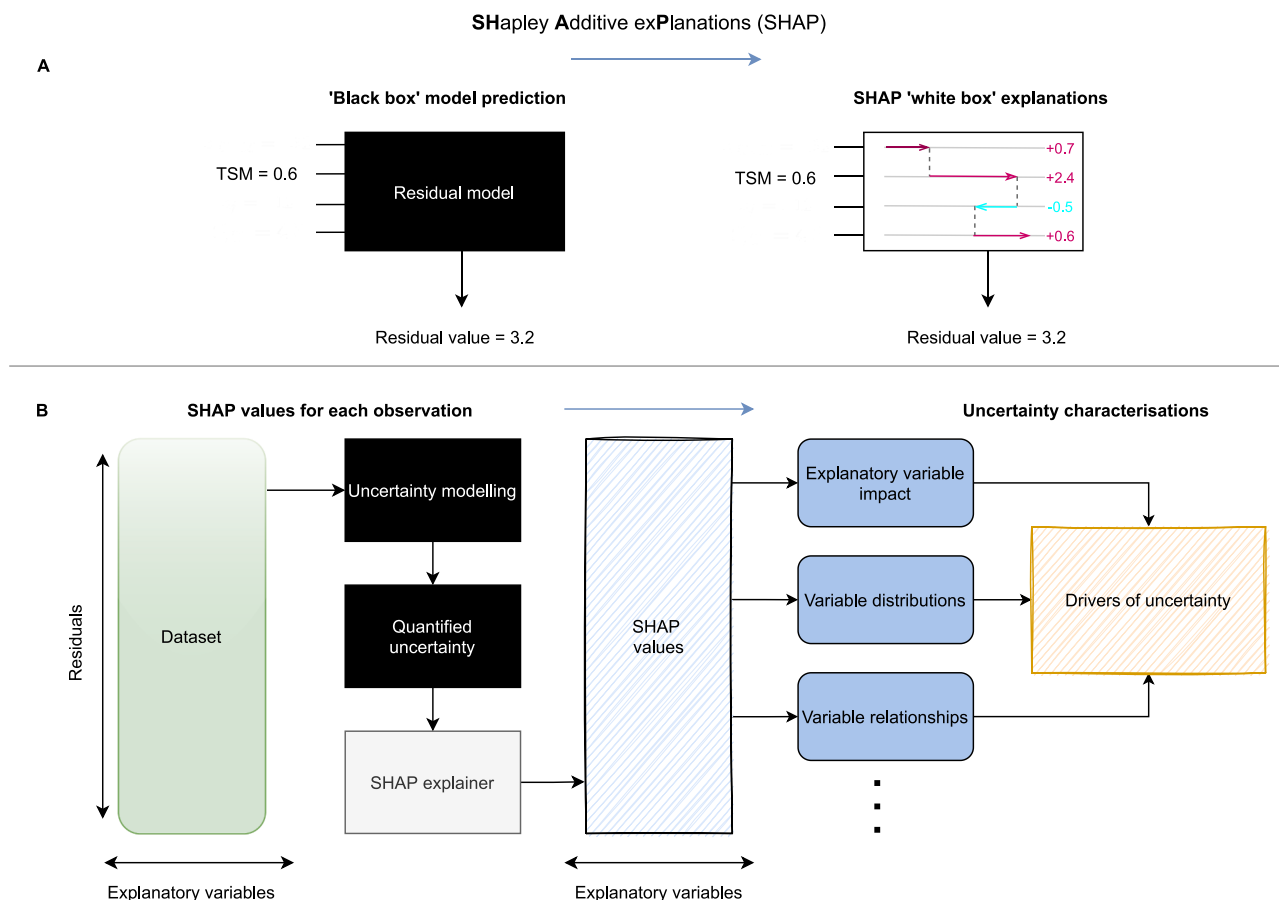 SHapley Additive exPlanations (SHAP)
A
'Black box' model prediction
SHAP 'white box' explanations
TSM = 0.6
Residual model
TSM = 0.6
+0.7
+2.4
-0.5
+0.6
Residual value = 3.2
Residual value = 3.2
B
SHAP values for each observation
Uncertainty characterisations
Residuals
Dataset
Uncertainty modelling
Quantified
uncertainty
SHAP explainer
SHAP
values
Explanatory variable
impact
Variable distributions
Variable relationships
Drivers of uncertainty
Explanatory variables
Explanatory variables